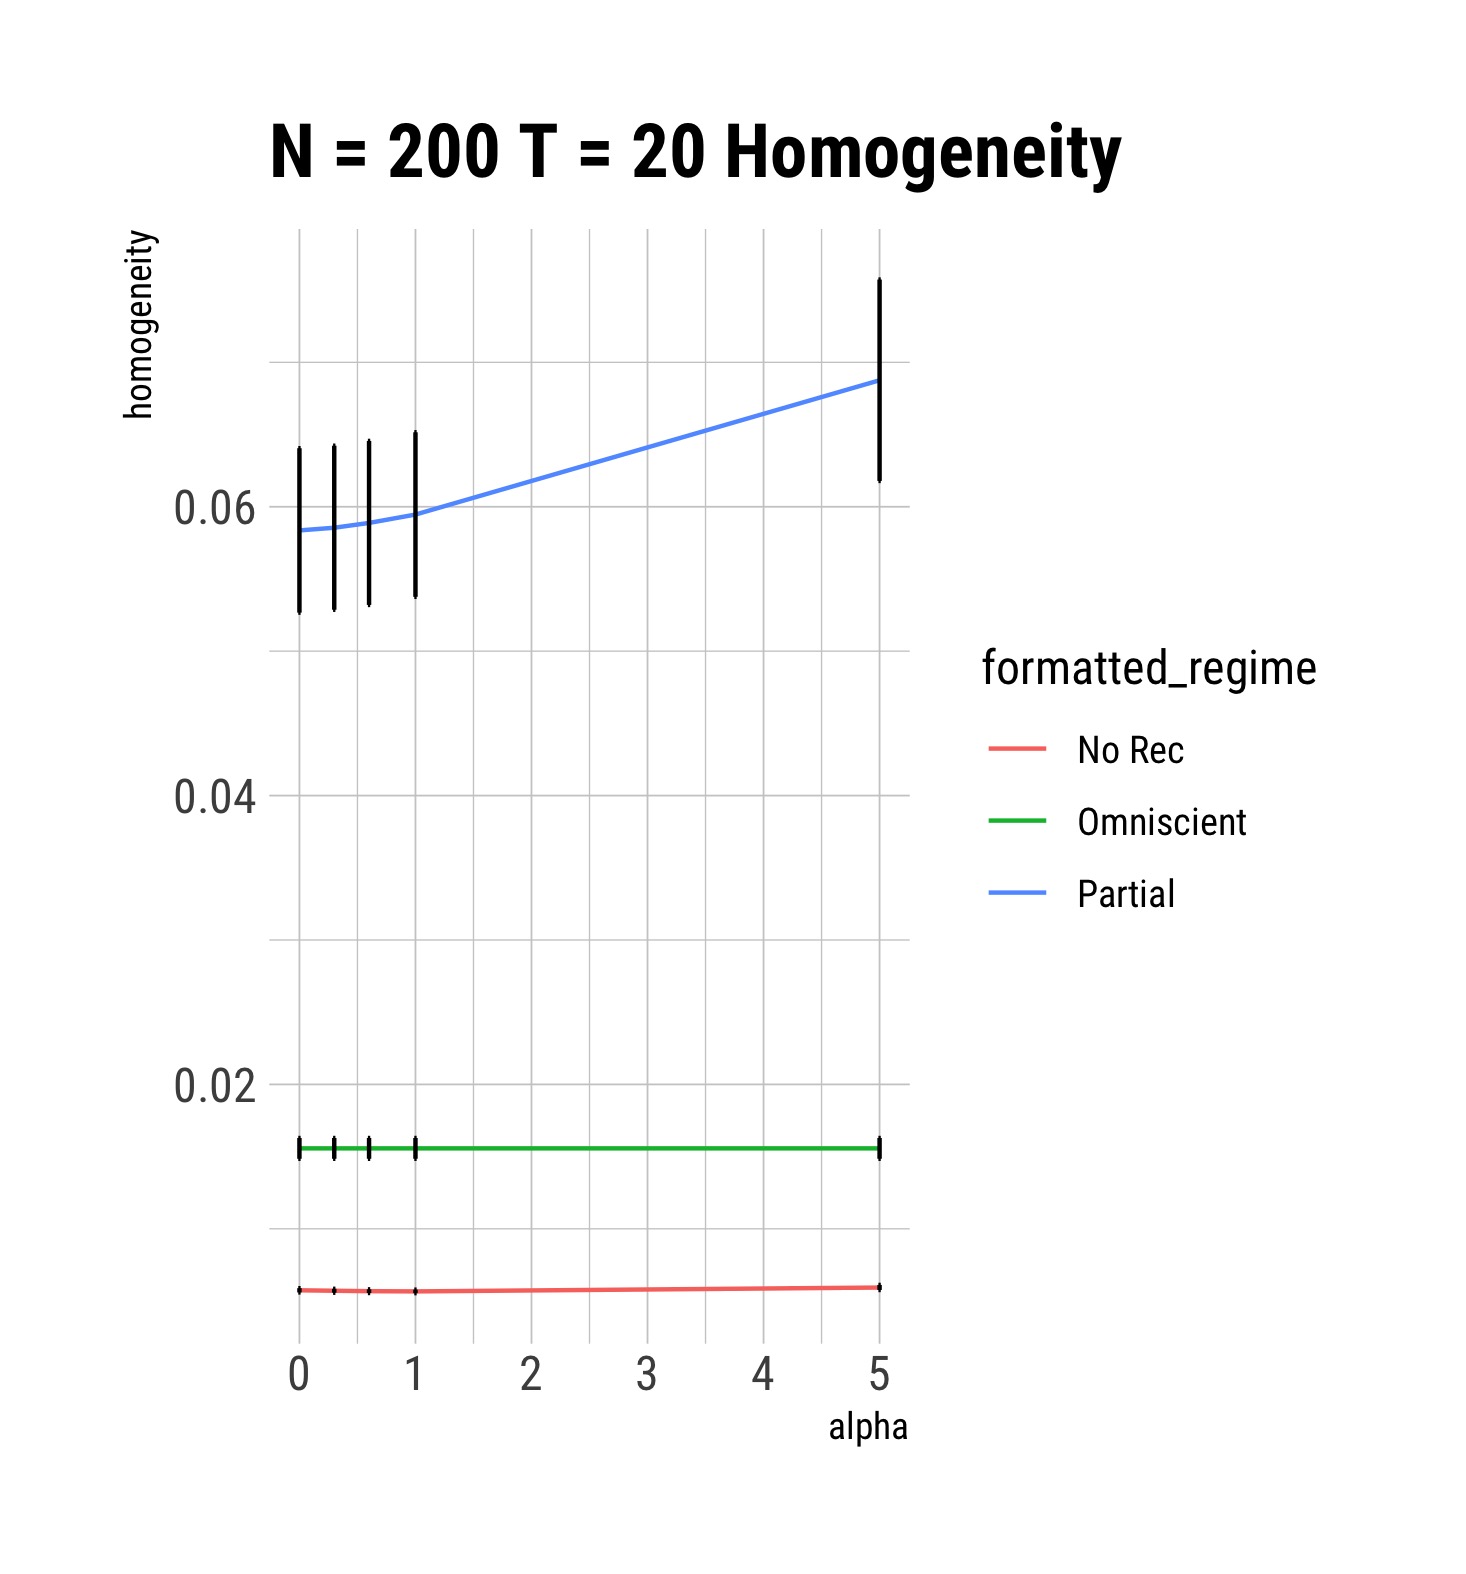 N = 200 T = 20 Homogeneity
homogeneity
0.06
0.04
0.02
0 1 2 3 4 5
alpha
formatted_regime
No Rec
Omniscient
Partial